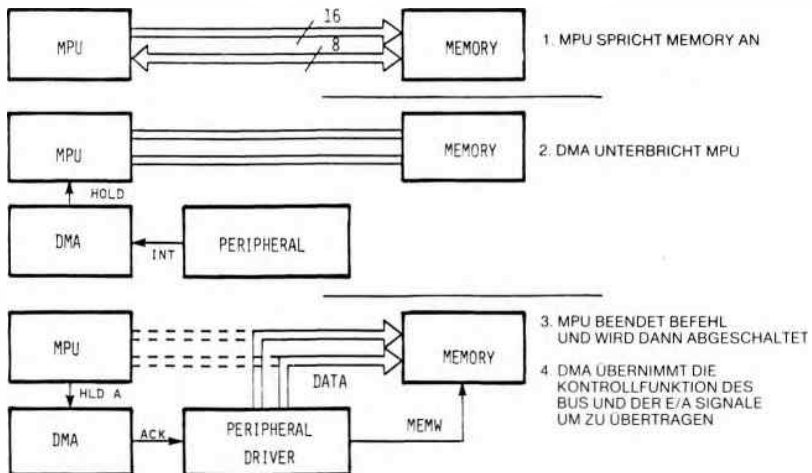 16
MPU
8
MEMORY
1. MPU SPRICHT MEMORY AN
MPU
MEMORY
2. DMA UNTERBRICHT MPU
HOLD
DMA
INT
PERIPHERAL
MPU
MEMORY
3. MPU BEENDET BEFEHL
UND WIRD DANN ABGESCHALTET
DATA
4. DMA ÜBERNIMMT DIE
KONTROLLFUNKTION DES
BUS UND DER E/A SIGNALE
UM ZU ÜBERTRAGEN
HLD A
DMA
ACK
PERIPHERAL
DRIVER
MEMW